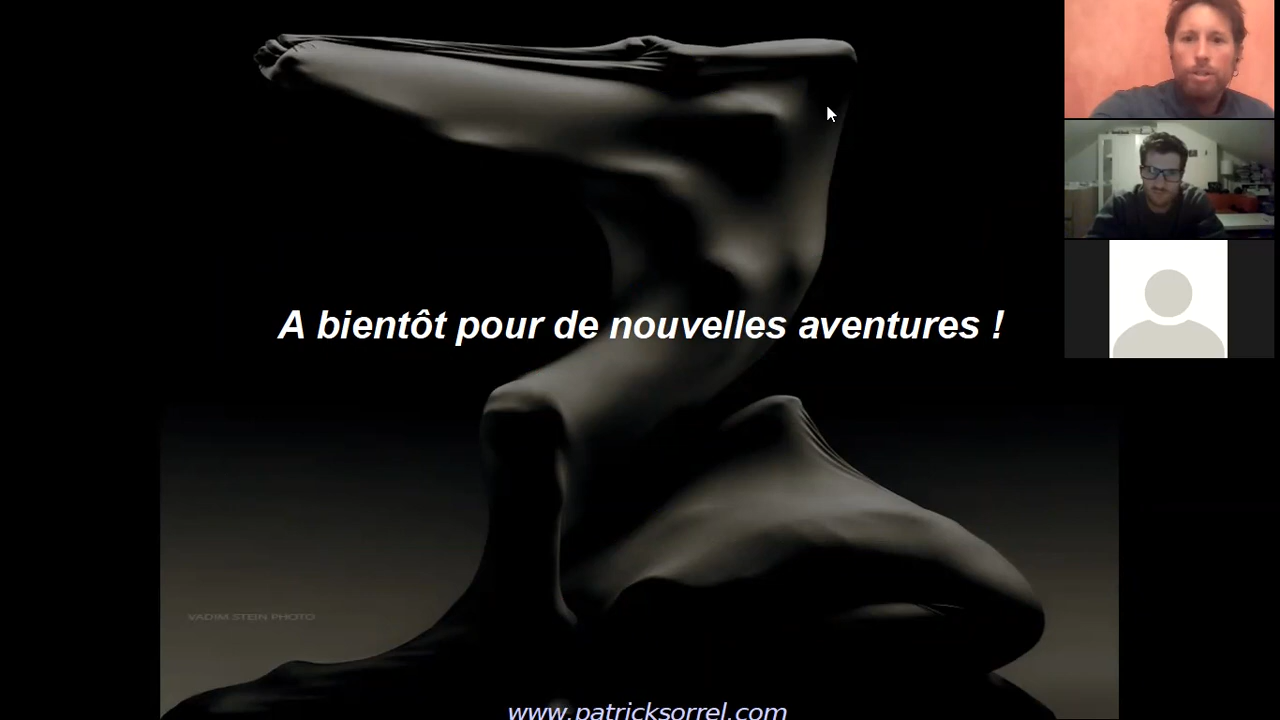 A bientôt pour de nouvelles aventures !
VADIM STEIN PHOTO
www.patricksorrel.com